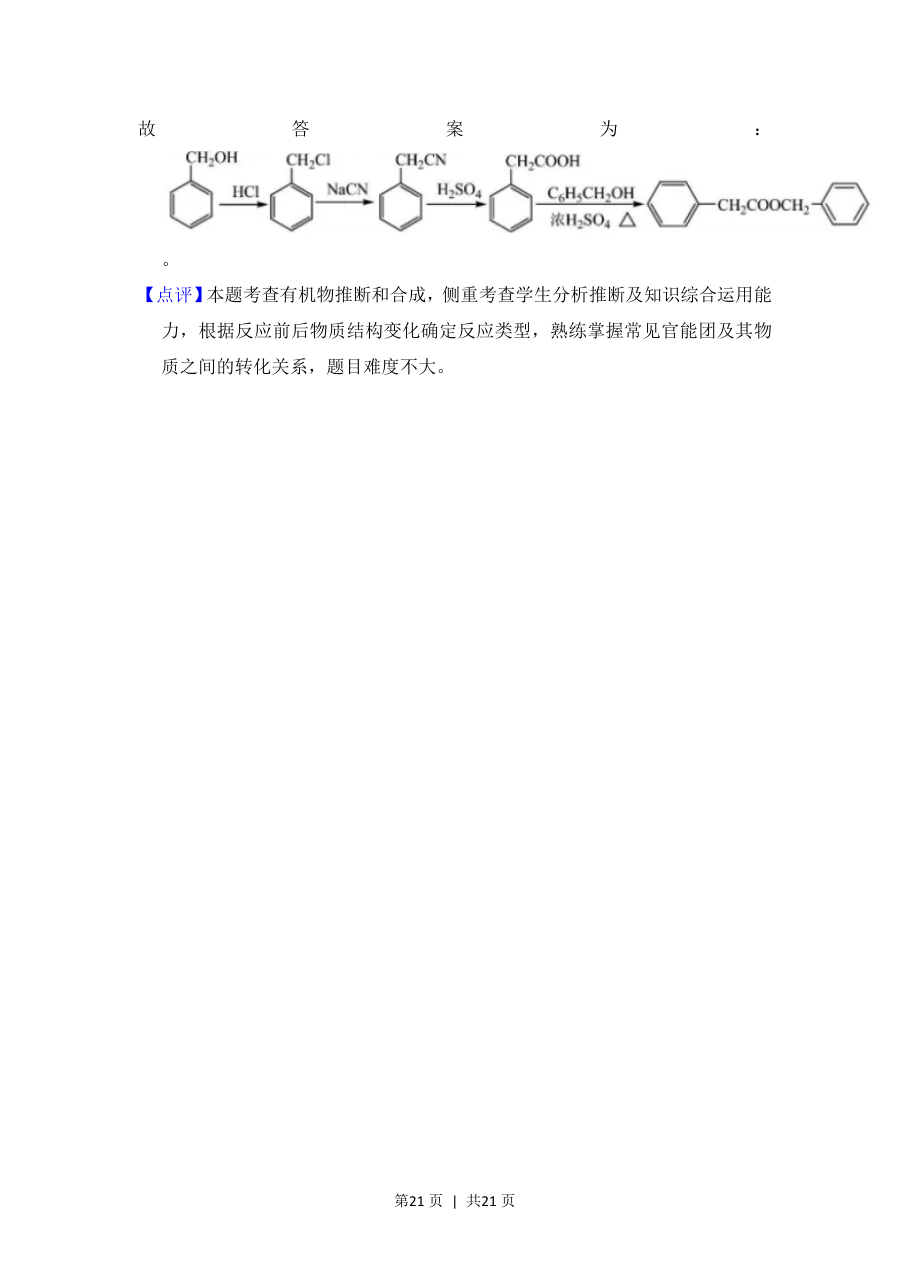 故答案为：
CH₂OH CH₂Cl CH₂CN CH₂COOH
HCl NaCN H₂SO₄ C₆H₅CH₂OH CH₂COOCH₂
浓H₂SO₄ △
。
【点评】本题考查有机物推断和合成，侧重考查学生分析推断及知识综合运用能
力，根据反应前后物质结构变化确定反应类型，熟练掌握常见官能团及其物
质之间的转化关系，题目难度不大。
第21页 | 共21页